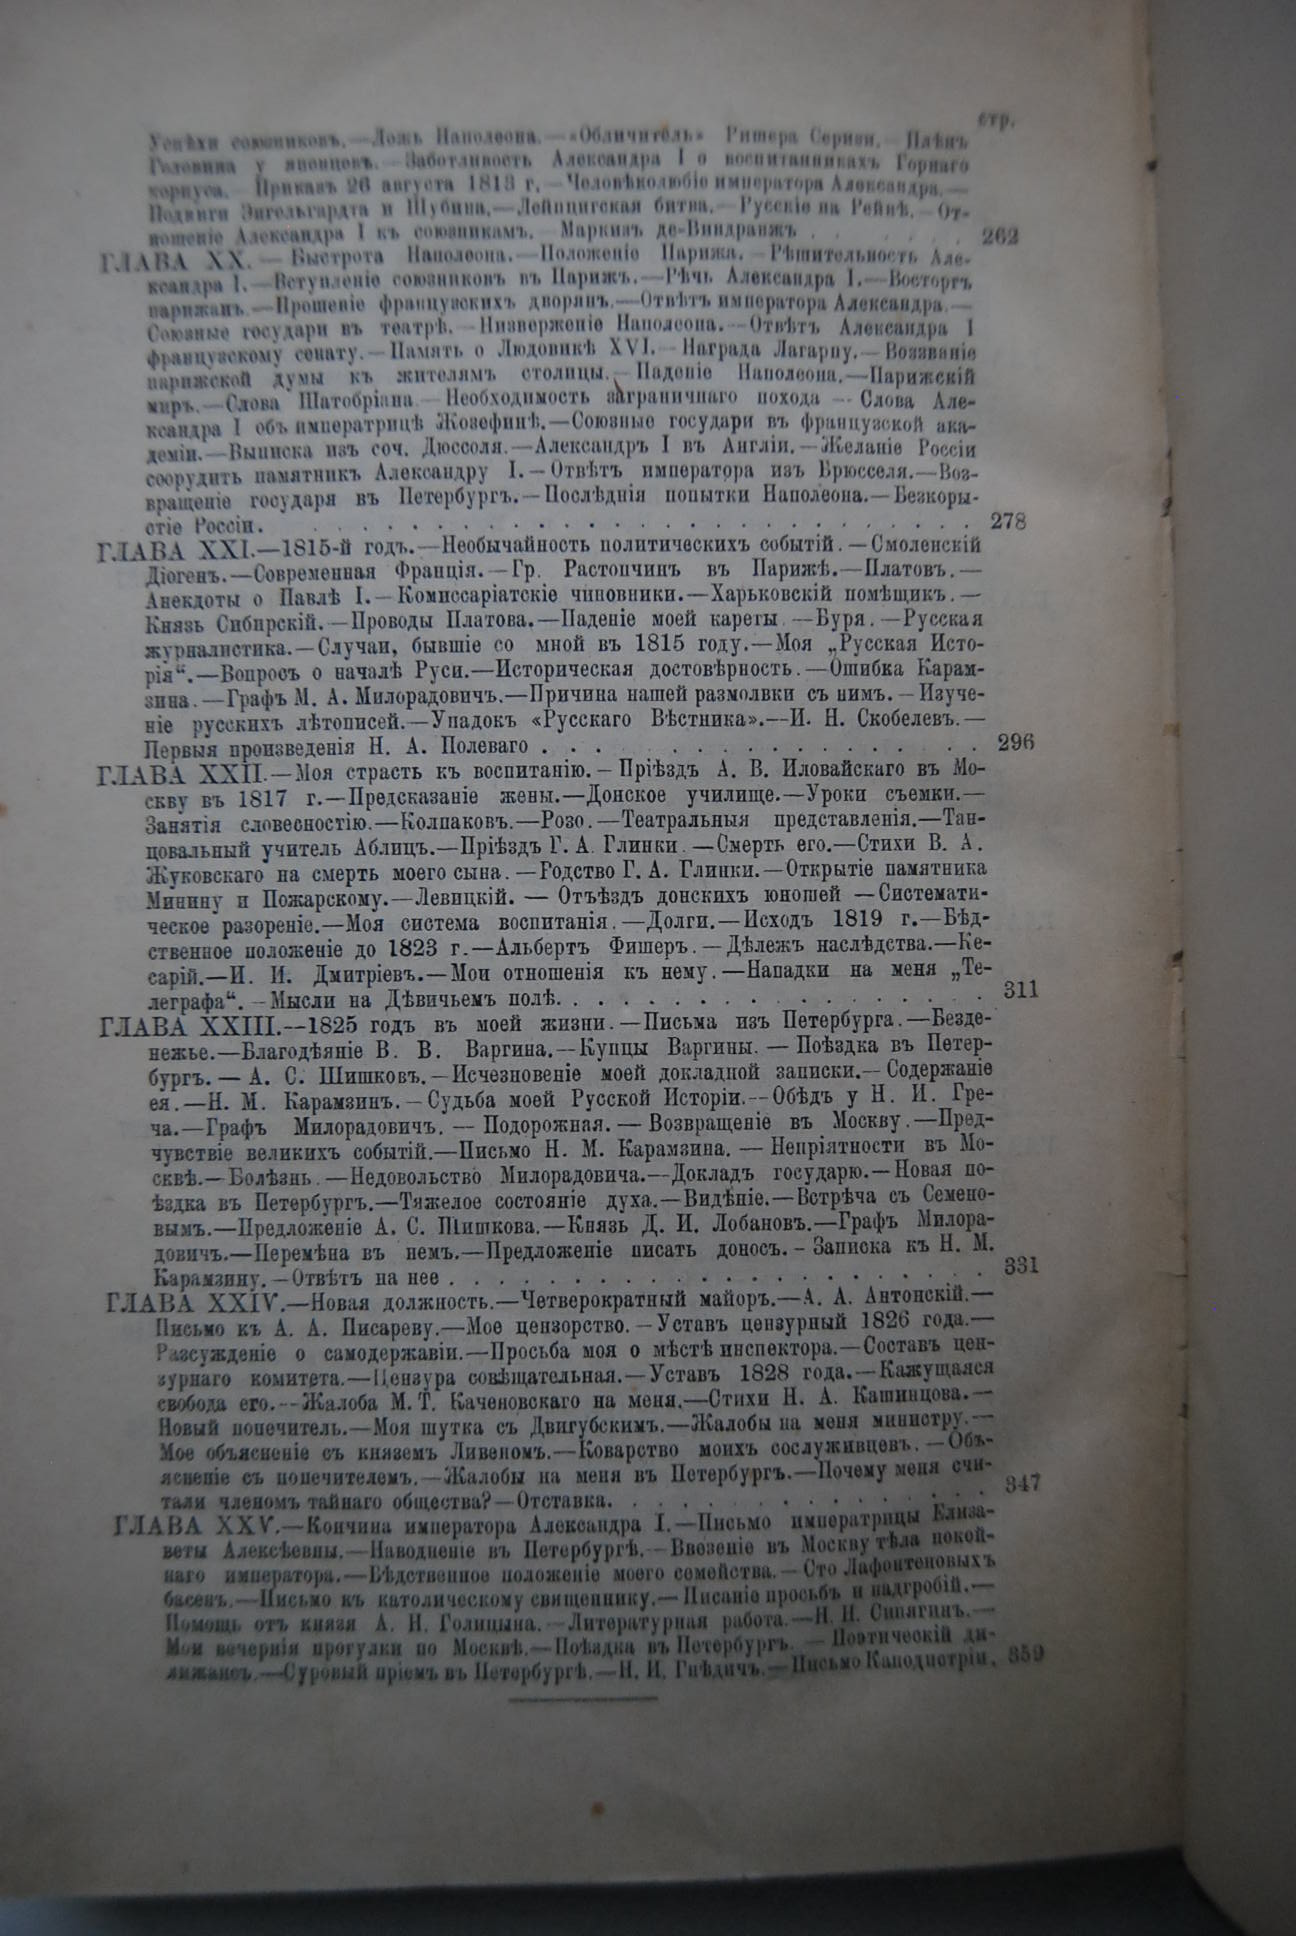 стр.
Успѣхи союзниковъ.—Ложь Наполеона.—«Обличитель» Ришера Серизи.—Плѣнъ
Головина у японцевъ.—Заботливость Александра I о воспитанникахъ Горнаго
корпуса.—Приказъ 26 августа 1813 г.—Человѣколюбіе императора Александра.—
Подвиги Энгельгардта и Шубина.—Лейпцигская битва.—Русскіе на Рейнѣ.—От-
ношеніе Александра I къ союзникамъ.—Маркизъ де-Виндранжъ . . . . . . . 262
ГЛАВА XX.—Быстрота Наполеона.—Положеніе Парижа.—Рѣшительность Але-
ксандра I.—Вступленіе союзниковъ въ Парижъ.—Рѣчь Александра I.—Восторгъ
парижанъ.—Прошеніе французскихъ дворянъ.—Отвѣтъ императора Александра.—
Союзные государи въ театрѣ.—Низверженіе Наполеона.—Отвѣтъ Александра I
французскому сенату.—Память о Людовикѣ XVI.—Награда Лагарпу.—Воззваніе
парижской думы къ жителямъ столицы.—Паденіе Наполеона.—Парижскій
миръ.—Слова Шатобріана—Необходимость заграничнаго похода—Слова Але-
ксандра I объ императрицѣ Жозефинѣ.—Союзные государи въ французской ака-
деміи.—Выписка изъ соч. Дюссоля.—Александръ I въ Англіи.—Желаніе Россіи
соорудить памятникъ Александру I.—Отвѣтъ императора изъ Брюсселя.—Воз-
вращеніе государя въ Петербургъ.—Послѣднія попытки Наполеона.—Безкоры-
стіе Россіи. . . . . . . . . . . . . . . . . . . . . . . . 278
ГЛАВА XXI.—1815-й годъ.—Необычайность политическихъ событій.—Смоленскій
Діогенъ.—Современная Франція.—Гр. Растопчинъ въ Парижѣ.—Платовъ.—
Анекдоты о Павлѣ I.—Комиссаріатскіе чиновники.—Харьковскій помѣщикъ.—
Князь Сибирскій.—Проводы Платова.—Паденіе моей кареты.—Буря.—Русская
журналистика.—Случаи, бывшіе со мной въ 1815 году.—Моя „Русская Исто-
рія“.—Вопросъ о началѣ Руси.—Историческая достовѣрность.—Ошибка Карам-
зина.—Графъ М. А. Милорадовичъ.—Причина нашей размолвки съ нимъ.—Изуче-
ніе русскихъ лѣтописей.—Упадокъ «Русскаго Вѣстника».—И. Н. Скобелевъ.—
Первыя произведенія Н. А. Полеваго . . . . . . . . . . . . . . 296
ГЛАВА XXII.—Моя страсть къ воспитанію.—Пріѣздъ А. В. Иловайскаго въ Мо-
скву въ 1817 г.—Предсказаніе жены.—Донское училище.—Уроки съемки.—
Занятія словесностію.—Колпаковъ.—Розо.—Театральныя представленія.—Тан-
цовальный учитель Аблицъ.—Пріѣздъ Г. А. Глинки.—Смерть его.—Стихи В. А.
Жуковскаго на смерть моего сына.—Родство Г. А. Глинки.—Открытіе памятника
Минину и Пожарскому.—Левицкій.—Отъѣздъ донскихъ юношей—Системати-
ческое разореніе.—Моя система воспитанія.—Долги.—Исходъ 1819 г.—Бѣд-
ственное положеніе до 1823 г.—Альбертъ Фишеръ.—Дѣлежъ наслѣдства.—Ке-
сарій.—И. И. Дмитріевъ.—Мои отношенія къ нему.—Нападки на меня „Те-
леграфа“.—Мысли на Дѣвичьемъ полѣ. . . . . . . . . . . . . . . 311
ГЛАВА XXIII.—1825 годъ въ моей жизни.—Письма изъ Петербурга.—Безде-
нежье.—Благодѣяніе В. В. Варгина.—Купцы Варгины.—Поѣздка въ Петер-
бургъ.—А. С. Шишковъ.—Исчезновеніе моей докладной записки.—Содержаніе
ея.—Н. М. Карамзинъ.—Судьба моей Русской Исторіи.—Обѣдъ у Н. И. Гре-
ча.—Графъ Милорадовичъ.—Подорожная.—Возвращеніе въ Москву.—Пред-
чувствіе великихъ событій.—Письмо Н. М. Карамзина.—Непріятности въ Мо-
сквѣ.—Болѣзнь.—Недовольство Милорадовича.—Докладъ государю.—Новая по-
ѣздка въ Петербургъ.—Тяжелое состояніе духа.—Видѣніе.—Встрѣча съ Семено-
вымъ.—Предложеніе А. С. Шишкова.—Князь Д. И. Лобановъ.—Графъ Милора-
довичъ.—Перемѣна въ немъ.—Предложеніе писать доносъ.—Записка къ Н. М.
Карамзину.—Отвѣтъ на нее . . . . . . . . . . . . . . . . . . 331
ГЛАВА XXIV.—Новая должность.—Четверократный майоръ.—А. А. Антонскій.—
Письмо къ А. А. Писареву.—Мое цензорство.—Уставъ цензурный 1826 года.—
Разсужденіе о самодержавіи.—Просьба моя о мѣстѣ инспектора.—Составъ цен-
зурнаго комитета.—Цензура совѣщательная.—Уставъ 1828 года.—Кажущаяся
свобода его.—Жалоба М. Т. Каченовскаго на меня.—Стихи Н. А. Кашинцова.—
Новый попечитель.—Моя шутка съ Двигубскимъ.—Жалобы на меня министру.—
Мое объясненіе съ княземъ Ливеномъ.—Коварство моихъ сослуживцевъ.—Объ-
ясненіе съ попечителемъ.—Жалобы на меня въ Петербургъ.—Почему меня счи-
тали членомъ тайнаго общества?—Отставка. . . . . . . . . . . . . 347
ГЛАВА XXV.—Кончина императора Александра I.—Письмо императрицы Елиза-
веты Алексѣевны.—Наводненіе въ Петербургѣ.—Ввезеніе въ Москву тѣла покой-
наго императора.—Бѣдственное положеніе моего семейства.—Сто Лафонтеновыхъ
басенъ.—Письмо къ католическому священнику.—Писаніе просьбъ и надгробій.—
Помощь отъ князя А. Н. Голицына.—Литературная работа.—Н. Н. Сипягинъ.—
Мои вечернія прогулки по Москвѣ.—Поѣздка въ Петербургъ.—Поэтическій ди-
лижансъ.—Суровый пріемъ въ Петербургѣ.—Н. И. Гнѣдичъ.—Письмо Каподистріи. 359